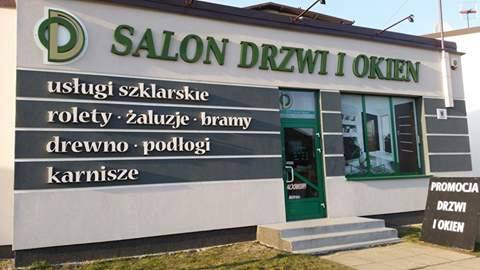 SALON DRZWI I OKIEN
usługi szklarskie
rolety · żaluzje · bramy
drewno · podłogi
karnisze
PROMOCJA
DRZWI
I OKIEN